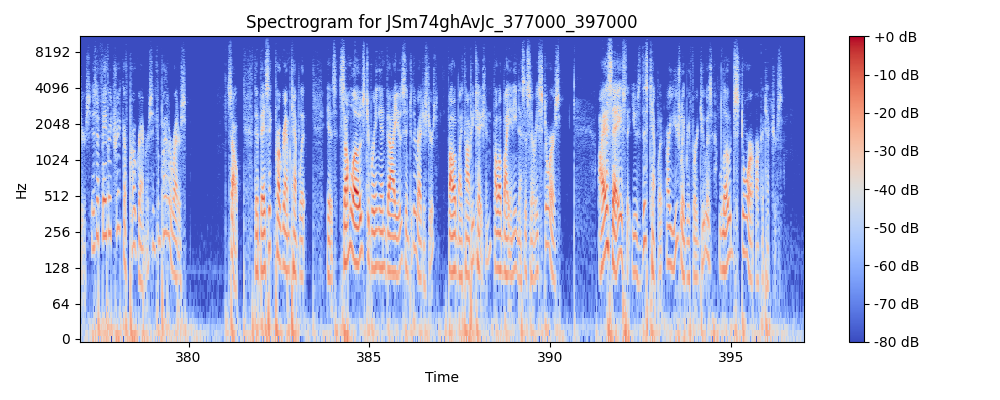 Spectrogram for JSm74ghAvJc_377000_397000
8192
4096
2048
1024
512
256
128
64
0
Hz
380
385
390
395
Time
+0 dB
-10 dB
-20 dB
-30 dB
-40 dB
-50 dB
-60 dB
-70 dB
-80 dB